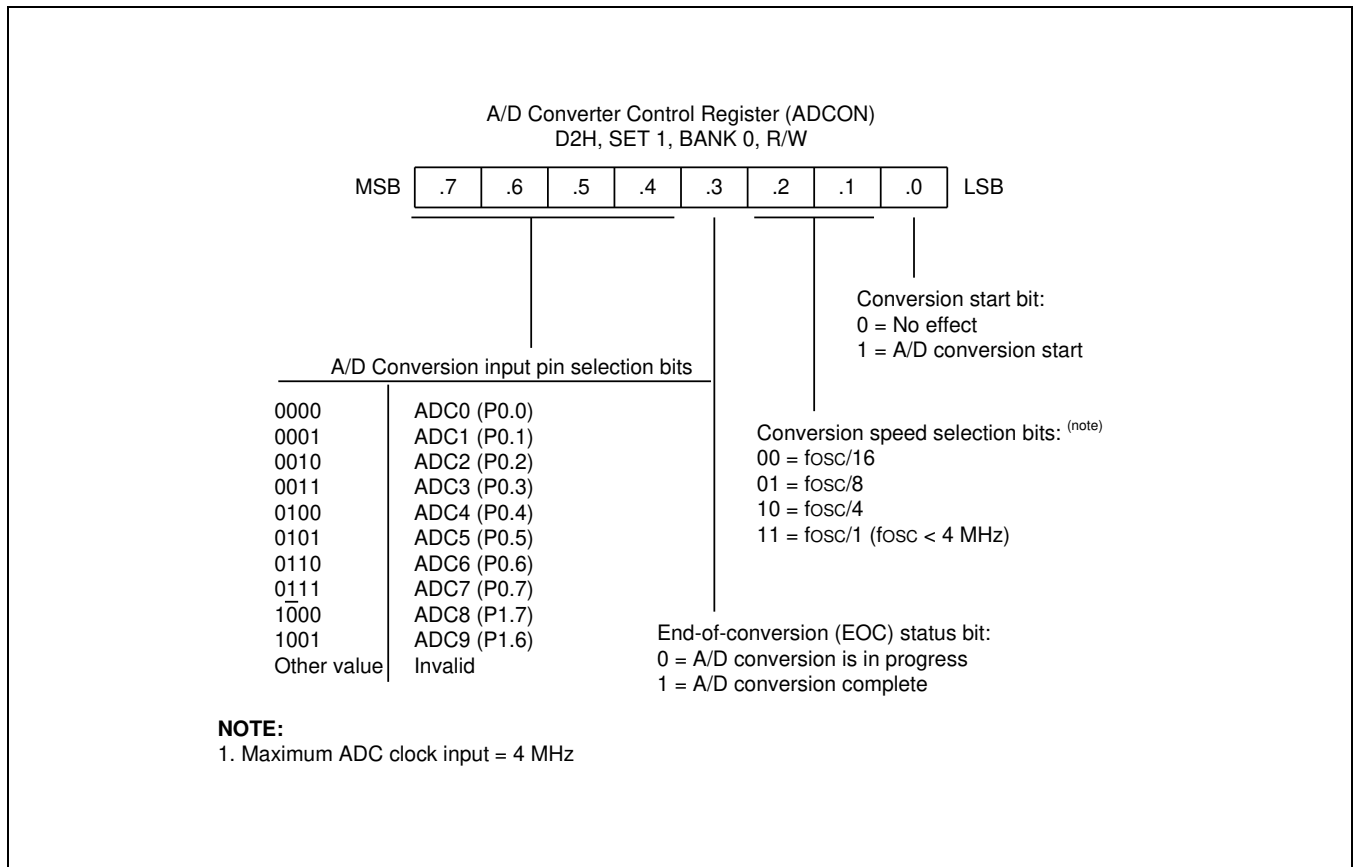 A/D Converter Control Register (ADCON)
D2H, SET 1, BANK 0, R/W
MSB .7 .6 .5 .4 .3 .2 .1 .0 LSB
Conversion start bit:
0 = No effect
1 = A/D conversion start
A/D Conversion input pin selection bits
0000 ADC0 (P0.0)
0001 ADC1 (P0.1)
0010 ADC2 (P0.2)
0011 ADC3 (P0.3)
0100 ADC4 (P0.4)
0101 ADC5 (P0.5)
0110 ADC6 (P0.6)
0111 ADC7 (P0.7)
1000 ADC8 (P1.7)
1001 ADC9 (P1.6)
Other value Invalid
Conversion speed selection bits: (note)
00 = fOSC/16
01 = fOSC/8
10 = fOSC/4
11 = fOSC/1 (fOSC < 4 MHz)
End-of-conversion (EOC) status bit:
0 = A/D conversion is in progress
1 = A/D conversion complete
NOTE:
1. Maximum ADC clock input = 4 MHz